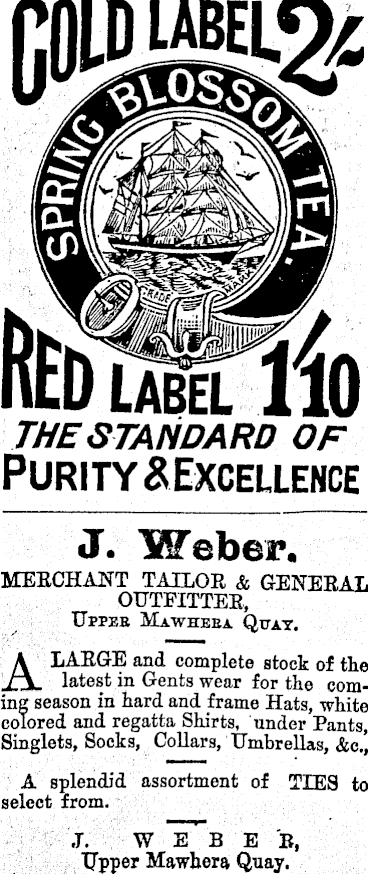 GOLD LABEL 2/-
SPRING BLOSSOM TEA.
TRADE MARK
RED LABEL 1/10
THE STANDARD OF
PURITY & EXCELLENCE
J. Weber.
MERCHANT TAILOR & GENERAL
OUTFITTER,
UPPER MAWHERA QUAY.
A LARGE and complete stock of the
latest in Gents wear for the com-
ing season in hard and frame Hats, white
colored and regatta Shirts, under Pants,
Singlets, Socks, Collars, Umbrellas, &c.,
A splendid assortment of TIES to
select from.
J. WEBER,
Upper Mawhera Quay.